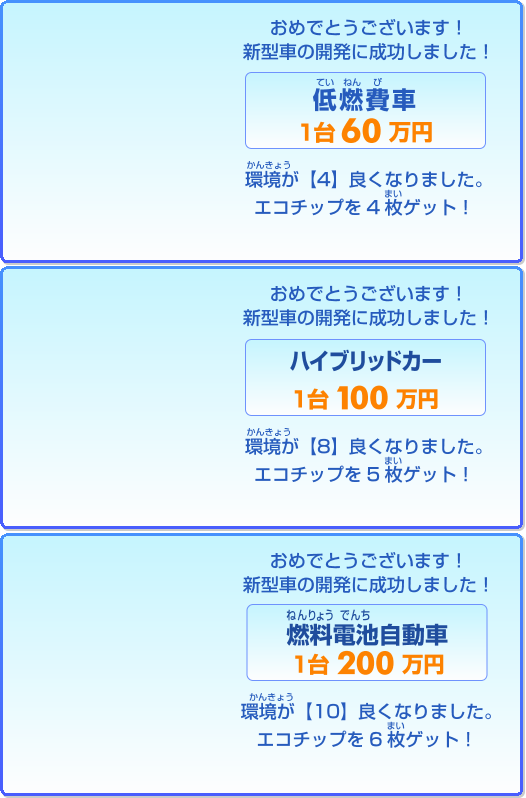 おめでとうございます！
新型車の開発に成功しました！
てい ねん び
低燃費車
1台 60 万円
かんきょう
環境が【4】良くなりました。
まい
エコチップを 4 枚ゲット！
おめでとうございます！
新型車の開発に成功しました！
ハイブリッドカー
1台 100 万円
かんきょう
環境が【8】良くなりました。
まい
エコチップを 5 枚ゲット！
おめでとうございます！
新型車の開発に成功しました！
ねんりょう でんち
燃料電池自動車
1台 200 万円
かんきょう
環境が【10】良くなりました。
まい
エコチップを 6 枚ゲット！